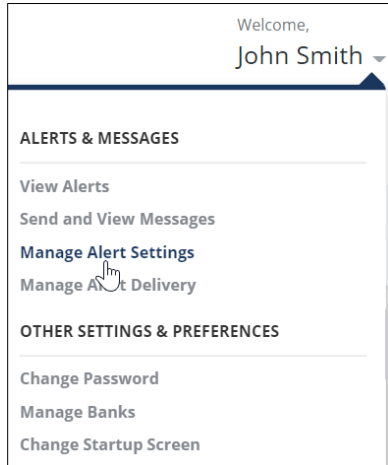 Welcome,
John Smith
ALERTS & MESSAGES
View Alerts
Send and View Messages
Manage Alert Settings
Manage Alert Delivery
OTHER SETTINGS & PREFERENCES
Change Password
Manage Banks
Change Startup Screen